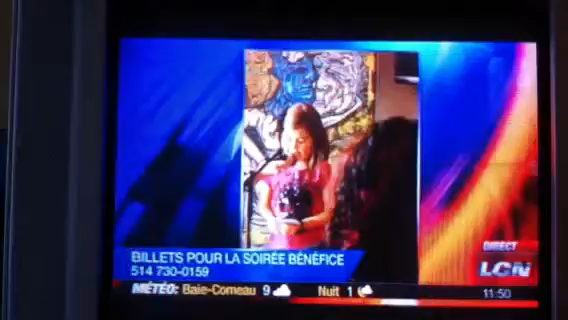 BILLETS POUR LA SOIRÉE BÉNÉFICE
514 730-0159
DIRECT
LCN
MÉTÉO: Baie-Comeau 9 Nuit 1 11:50